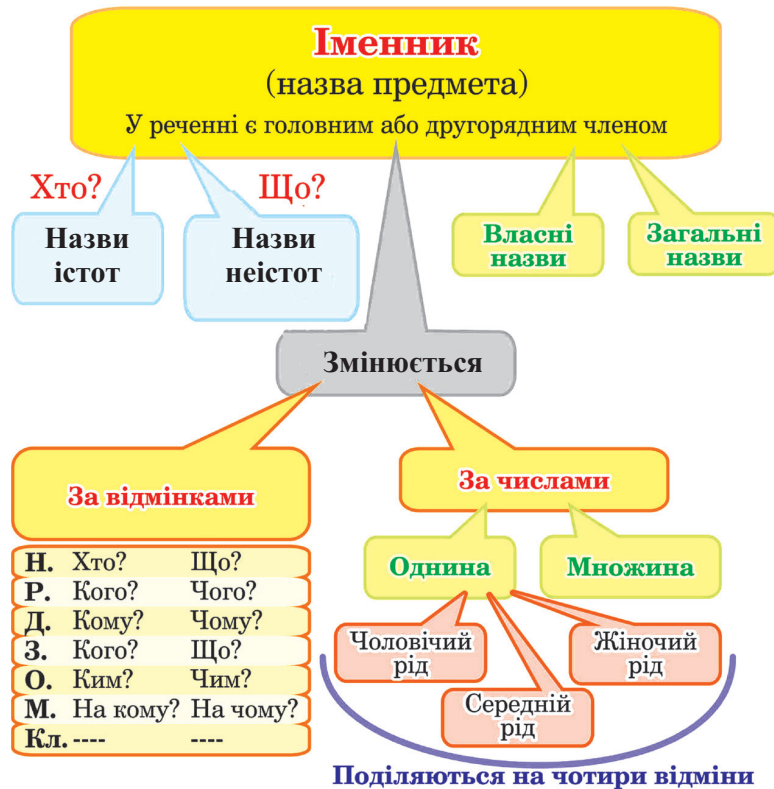 Іменник
(назва предмета)
У реченні є головним або другорядним членом
Хто?
Що?
Назви
істот
Назви
неістот
Власні
назви
Загальні
назви
Змінюється
За відмінками
Н. Хто? Що?
Р. Кого? Чого?
Д. Кому? Чому?
З. Кого? Що?
О. Ким? Чим?
М. На кому? На чому?
Кл. ---- ----
За числами
Однина
Множина
Чоловічий
рід
Середній
рід
Жіночий
рід
Поділяються на чотири відміни